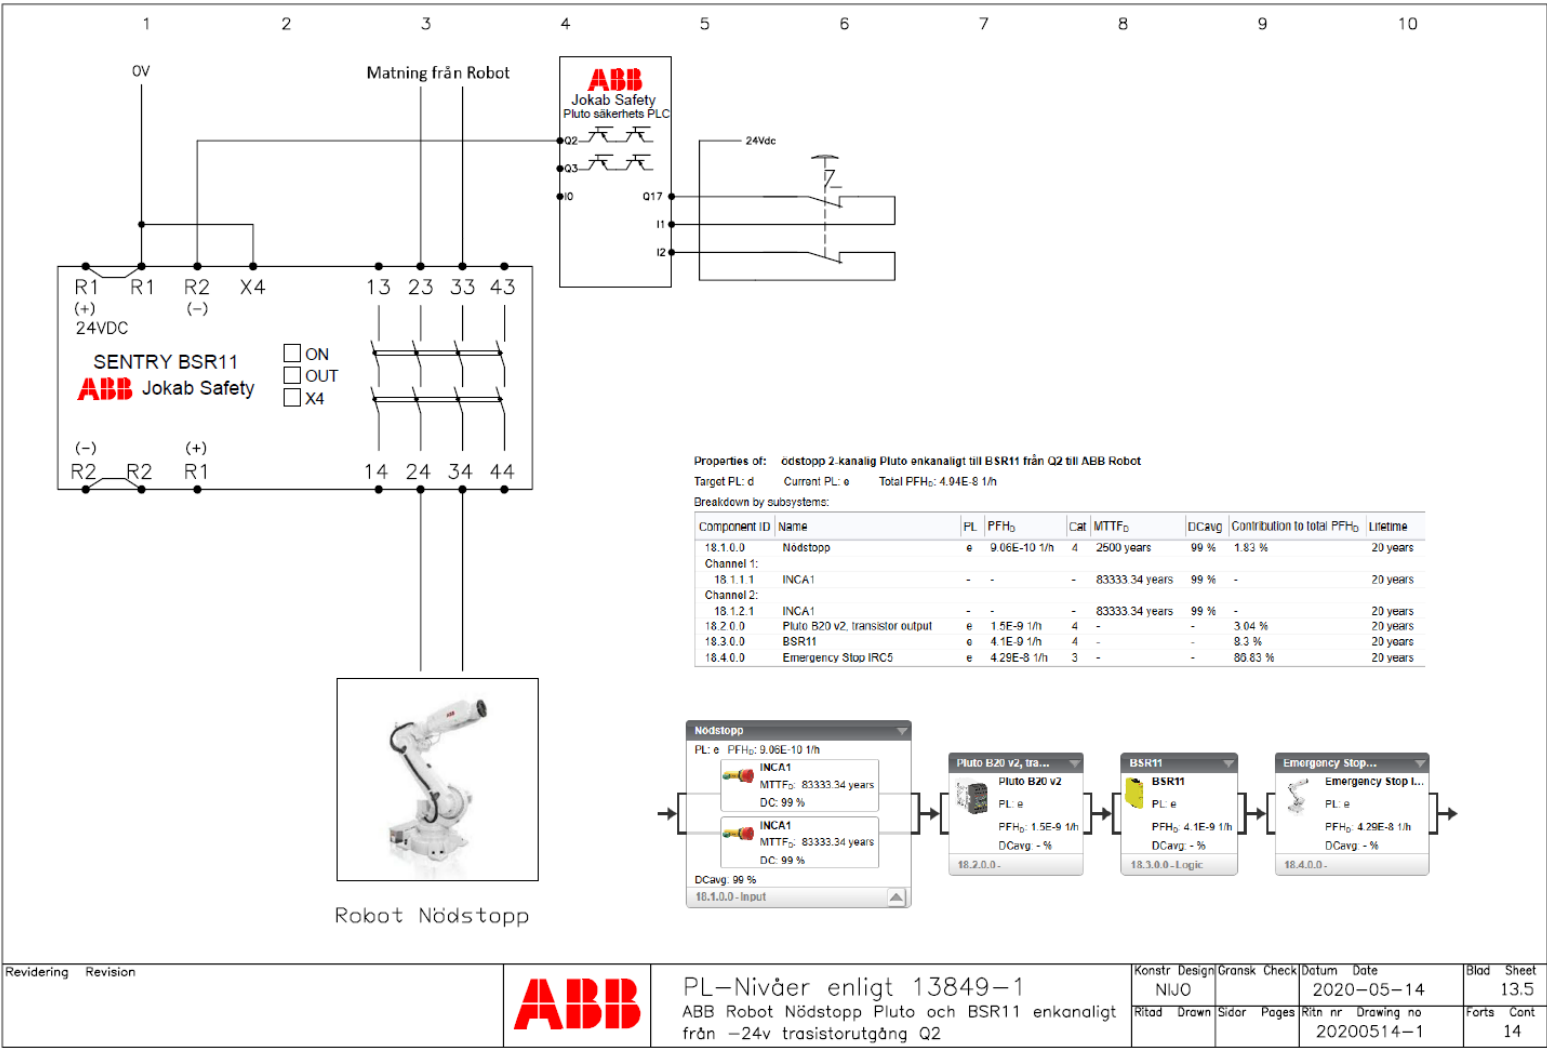 1 2 3 4 5 6 7 8 9 10
0V
Matning från Robot
ABB
Jokab Safety
Pluto säkerhets PLC
Q2
Q3
I0
Q17
I1
I2
24Vdc
R1 R1 R2 X4 13 23 33 43
(+) (-)
24VDC
SENTRY BSR11
ABB Jokab Safety
ON
OUT
X4
(-) (+)
R2 R2 R1 14 24 34 44
Robot Nödstopp
Properties of: ödstopp 2-kanalig Pluto enkanaligt till BSR11 från Q2 till ABB Robot
Target PL: d Current PL: e Total PFHD: 4.94E-8 1/h
Breakdown by subsystems:
Component ID Name PL PFHD Cat MTTFD DCavg Contribution to total PFHD Lifetime
18.1.0.0 Nödstopp e 9.06E-10 1/h 4 2500 years 99 % 1.83 % 20 years
Channel 1:
18.1.1.1 INCA1 - - - 83333.34 years 99 % - 20 years
Channel 2:
18.1.2.1 INCA1 - - - 83333.34 years 99 % - 20 years
18.2.0.0 Pluto B20 v2, transistor output e 1.5E-9 1/h 4 - - 3.04 % 20 years
18.3.0.0 BSR11 e 4.1E-9 1/h 4 - - 8.3 % 20 years
18.4.0.0 Emergency Stop IRC5 e 4.29E-8 1/h 3 - - 86.83 % 20 years
Nödstopp
PL: e PFHD: 9.06E-10 1/h
INCA1
MTTFD: 83333.34 years
DC: 99 %
INCA1
MTTFD: 83333.34 years
DC: 99 %
DCavg: 99 %
18.1.0.0 - Input
Pluto B20 v2, tra...
Pluto B20 v2
PL: e
PFHD: 1.5E-9 1/h
DCavg: - %
18.2.0.0 -
BSR11
BSR11
PL: e
PFHD: 4.1E-9 1/h
DCavg: - %
18.3.0.0 - Logic
Emergency Stop...
Emergency Stop I...
PL: e
PFHD: 4.29E-8 1/h
DCavg: - %
18.4.0.0 -
Revidering Revision
ABB
PL-Nivåer enligt 13849-1
ABB Robot Nödstopp Pluto och BSR11 enkanaligt
från -24v trasistorutgång Q2
Konstr Design Gransk Check Datum Date Blad Sheet
NIJO 2020-05-14 13.5
Ritad Drawn Sidor Pages Ritn nr Drawing no Forts Cont
20200514-1 14